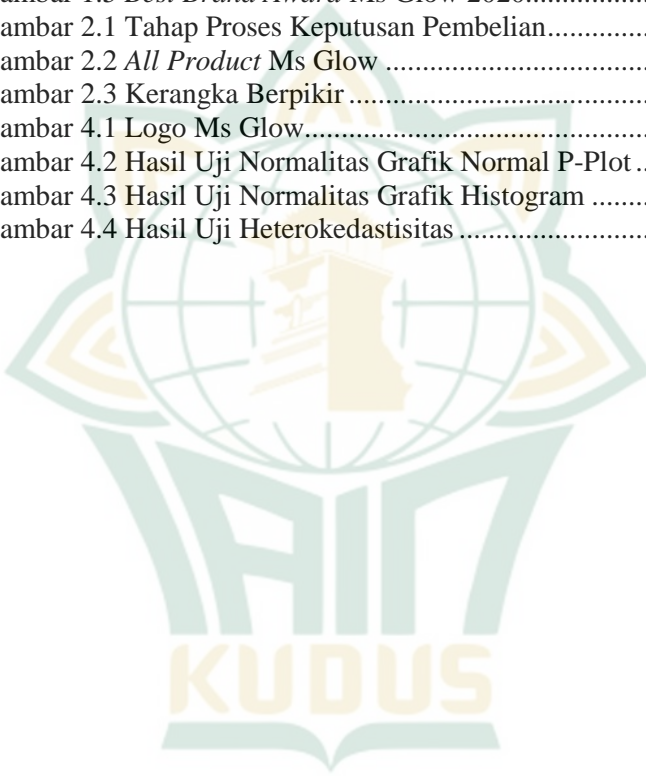 ambar 1.3 Best Brand Award Ms Glow 2020..............
ambar 2.1 Tahap Proses Keputusan Pembelian..............
ambar 2.2 All Product Ms Glow ..............................
ambar 2.3 Kerangka Berpikir ..................................
ambar 4.1 Logo Ms Glow.......................................
ambar 4.2 Hasil Uji Normalitas Grafik Normal P-Plot ..
ambar 4.3 Hasil Uji Normalitas Grafik Histogram ........
ambar 4.4 Hasil Uji Heterokedastisitas .......................
IAIN
KUDUS